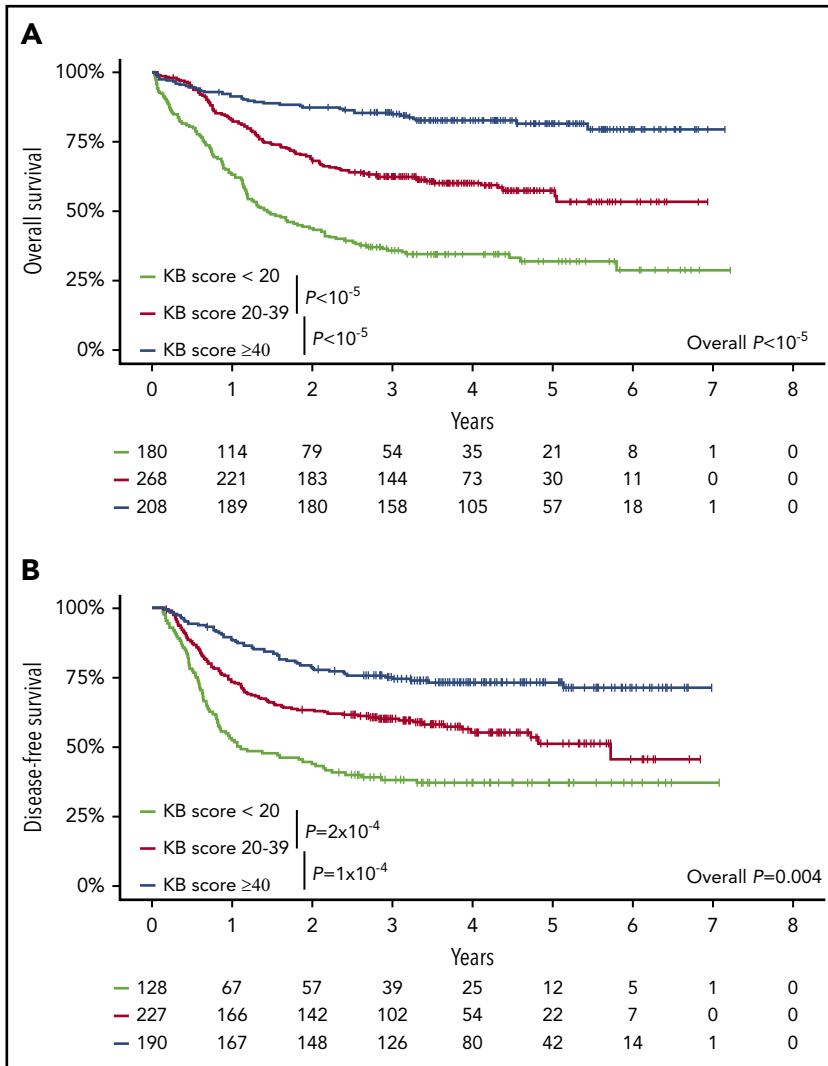 A
100%
75%
50%
25%
0%
Overall survival
KB score < 20
KB score 20-39
KB score ≥40
P<10-5
P<10-5
Overall P<10-5
0 1 2 3 4 5 6 7 8
Years
180 114 79 54 35 21 8 1 0
268 221 183 144 73 30 11 0 0
208 189 180 158 105 57 18 1 0
B
100%
75%
50%
25%
0%
Disease-free survival
KB score < 20
KB score 20-39
KB score ≥40
P=2x10-4
P=1x10-4
Overall P=0.004
0 1 2 3 4 5 6 7 8
Years
128 67 57 39 25 12 5 1 0
227 166 142 102 54 22 7 0 0
190 167 148 126 80 42 14 1 0